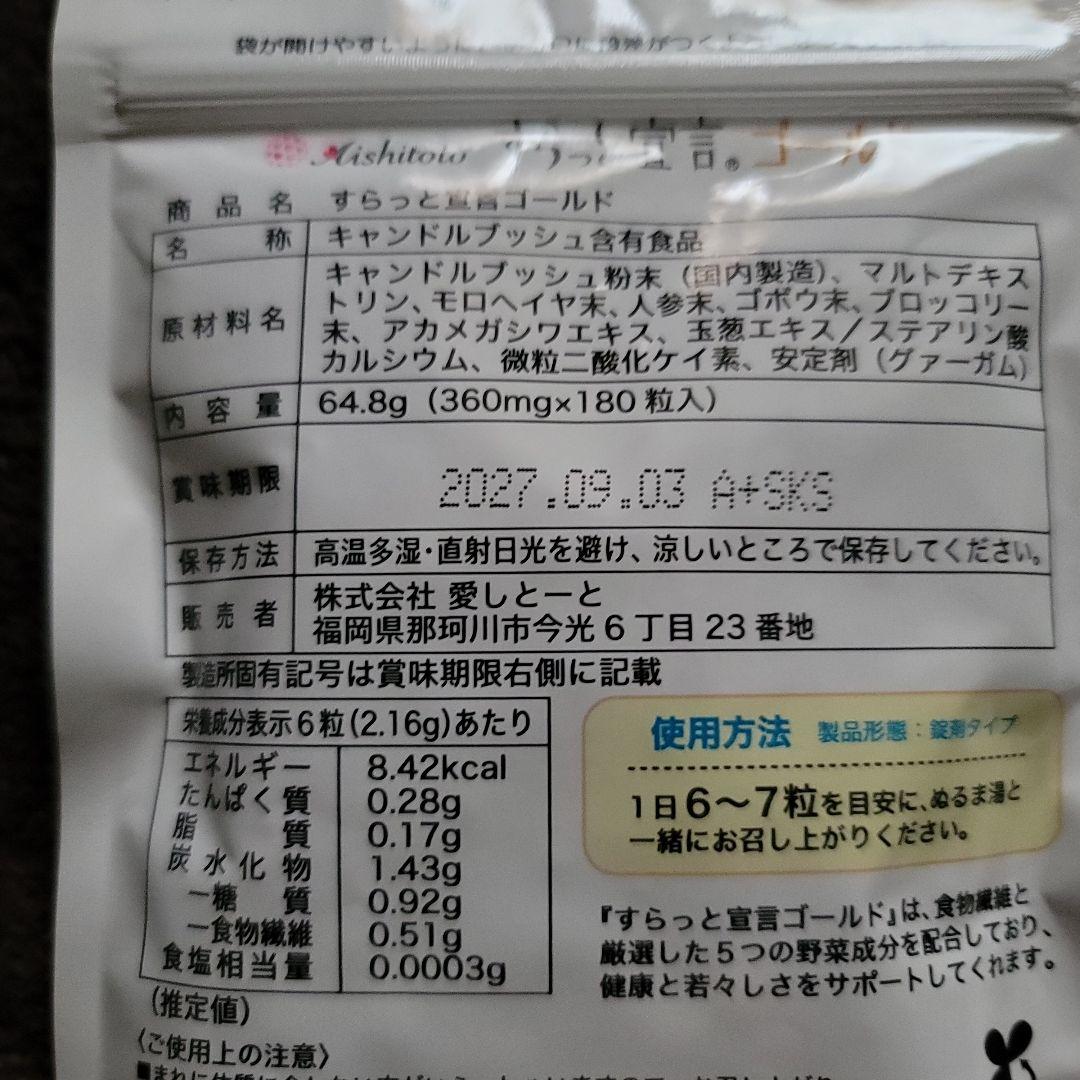 袋が開けやすい
Aishitoto 宣言® ゴールド
商品名 すらっと宣言ゴールド
名称 キャンドルブッシュ含有食品
原材料名 キャンドルブッシュ粉末（国内製造）、マルトデキス
トリン、モロヘイヤ末、人参末、ゴボウ末、ブロッコリー
末、アカメガシワエキス、玉葱エキス／ステアリン酸
カルシウム、微粒二酸化ケイ素、安定剤（グァーガム）
内容量 64.8g（360mg×180粒入）
賞味期限 2027.09.03 A+SKS
保存方法 高温多湿・直射日光を避け、涼しいところで保存してください。
販売者 株式会社 愛しとーと
福岡県那珂川市今光6丁目23番地
製造所固有記号は賞味期限右側に記載
栄養成分表示6粒(2.16g)あたり
エネルギー 8.42kcal
たんぱく質 0.28g
脂質 0.17g
炭水化物 1.43g
ー糖質 0.92g
ー食物繊維 0.51g
食塩相当量 0.0003g
（推定値）
使用方法 製品形態：錠剤タイプ
1日6〜7粒を目安に、ぬるま湯と
一緒にお召し上がりください。
『すらっと宣言ゴールド』は、食物繊維と
厳選した5つの野菜成分を配合しており、
健康と若々しさをサポートしてくれます。
〈ご使用上の注意〉